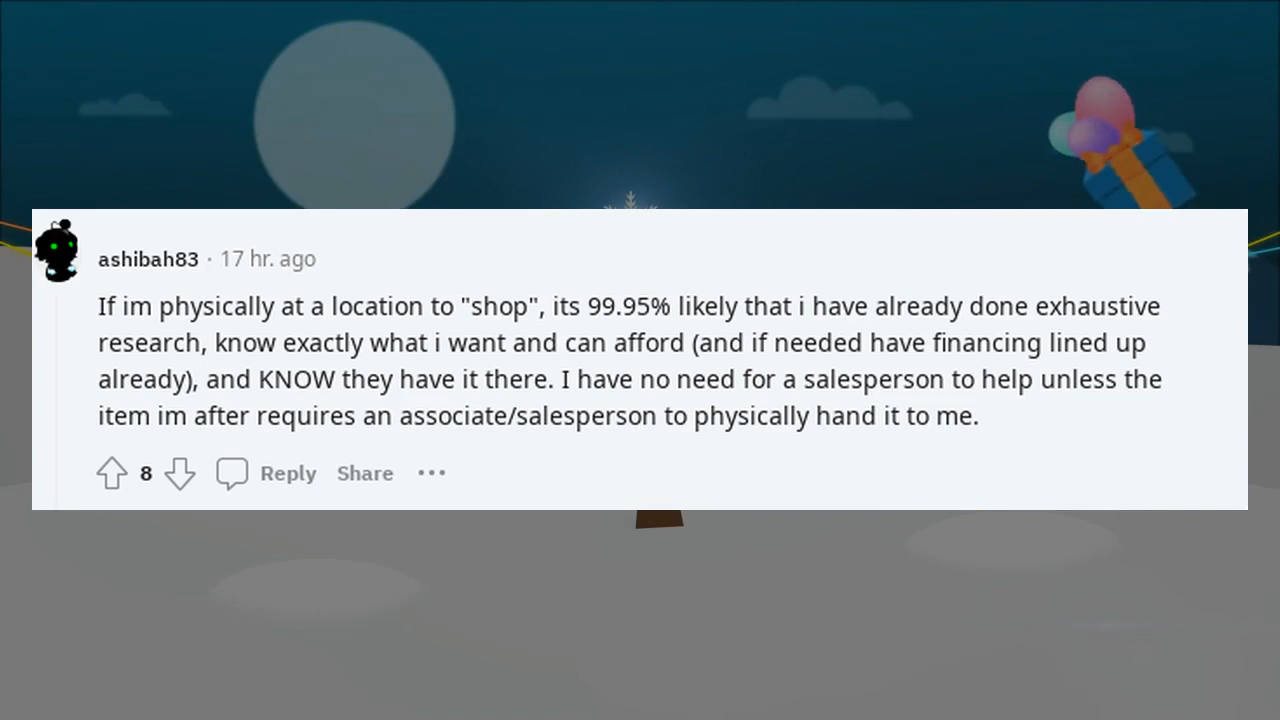 ashibah83 · 17 hr. ago
If im physically at a location to "shop", its 99.95% likely that i have already done exhaustive
research, know exactly what i want and can afford (and if needed have financing lined up
already), and KNOW they have it there. I have no need for a salesperson to help unless the
item im after requires an associate/salesperson to physically hand it to me.
8 Reply Share ···